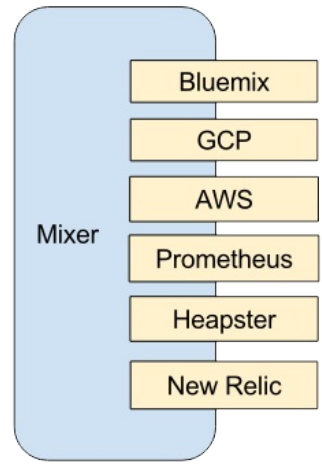 Bluemix
GCP
AWS
Mixer
Prometheus
Heapster
New Relic